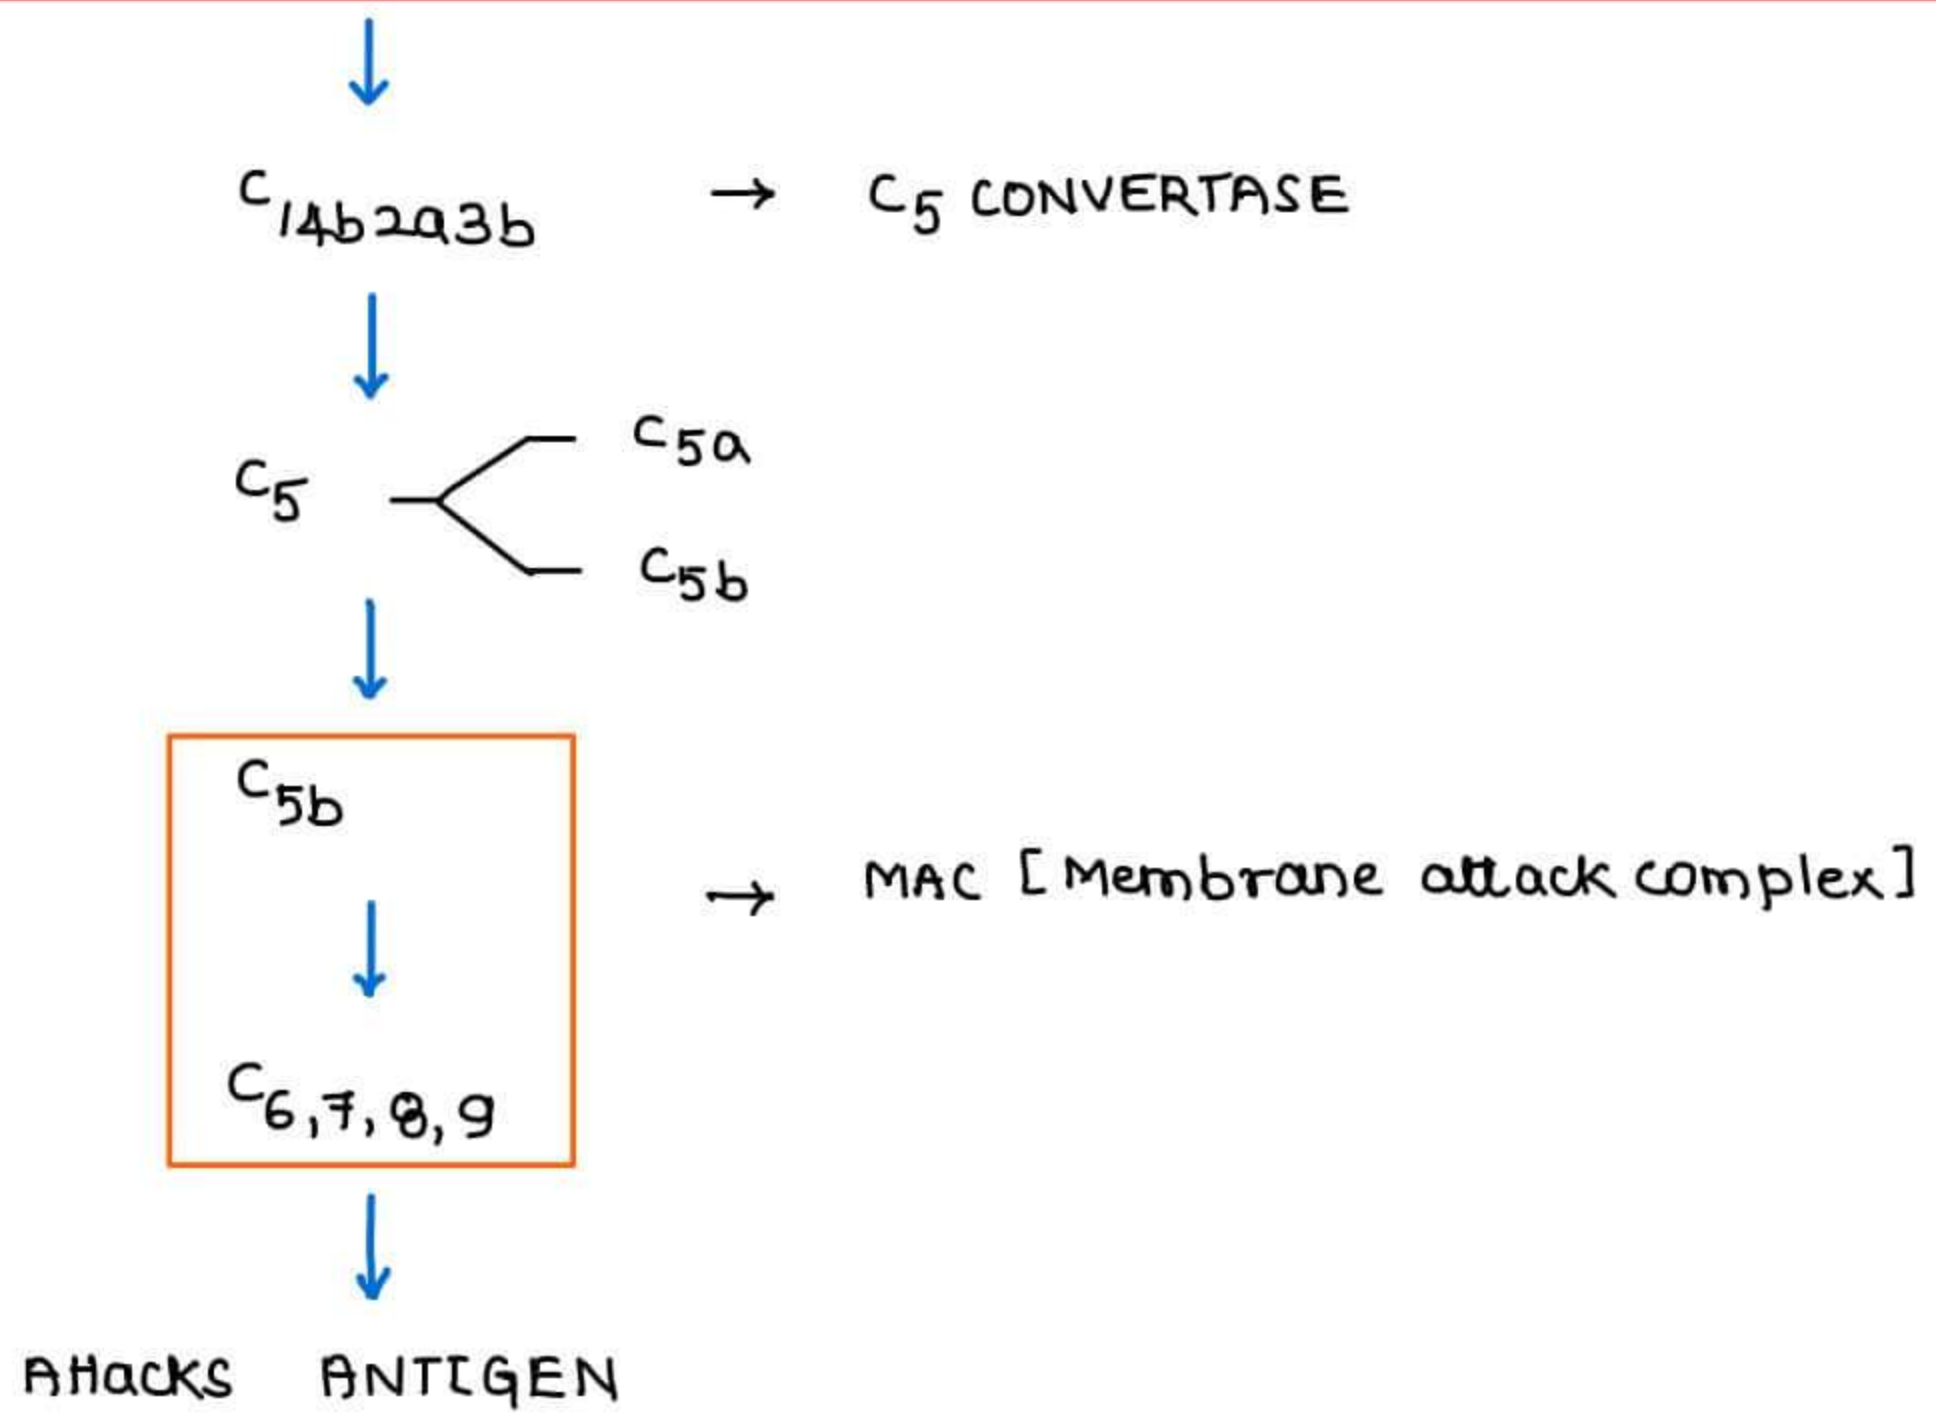 C14b2a3b → C5 CONVERTASE
C5a
C5
C5b
C5b
→ MAC [Membrane attack complex]
C6,7,8,9
Attacks ANTIGEN